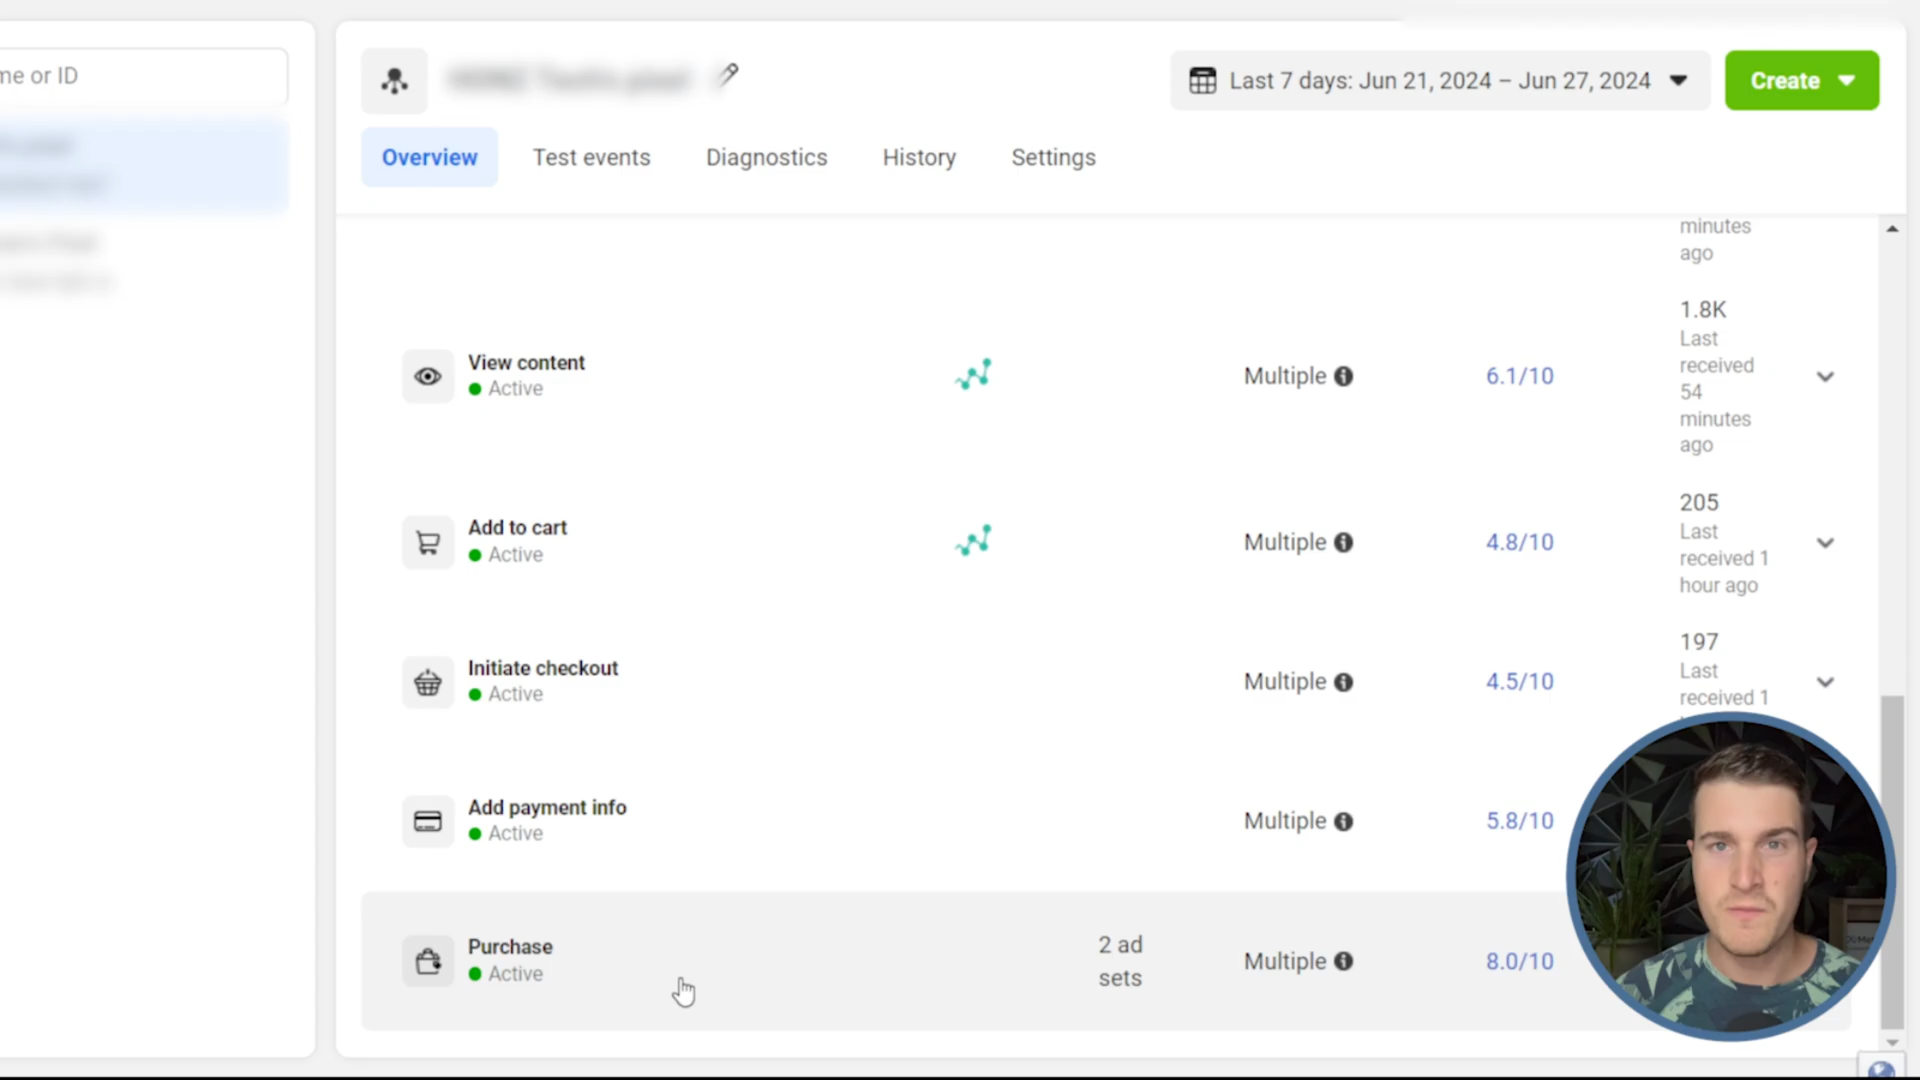 me or ID
Last 7 days: Jun 21, 2024 – Jun 27, 2024
Create
Overview
Test events
Diagnostics
History
Settings
minutes
ago
View content
Active
Multiple
6.1/10
1.8K
Last
received
54
minutes
ago
Add to cart
Active
Multiple
4.8/10
205
Last
received 1
hour ago
Initiate checkout
Active
Multiple
4.5/10
197
Last
received 1
Add payment info
Active
Multiple
5.8/10
Purchase
Active
2 ad
sets
Multiple
8.0/10